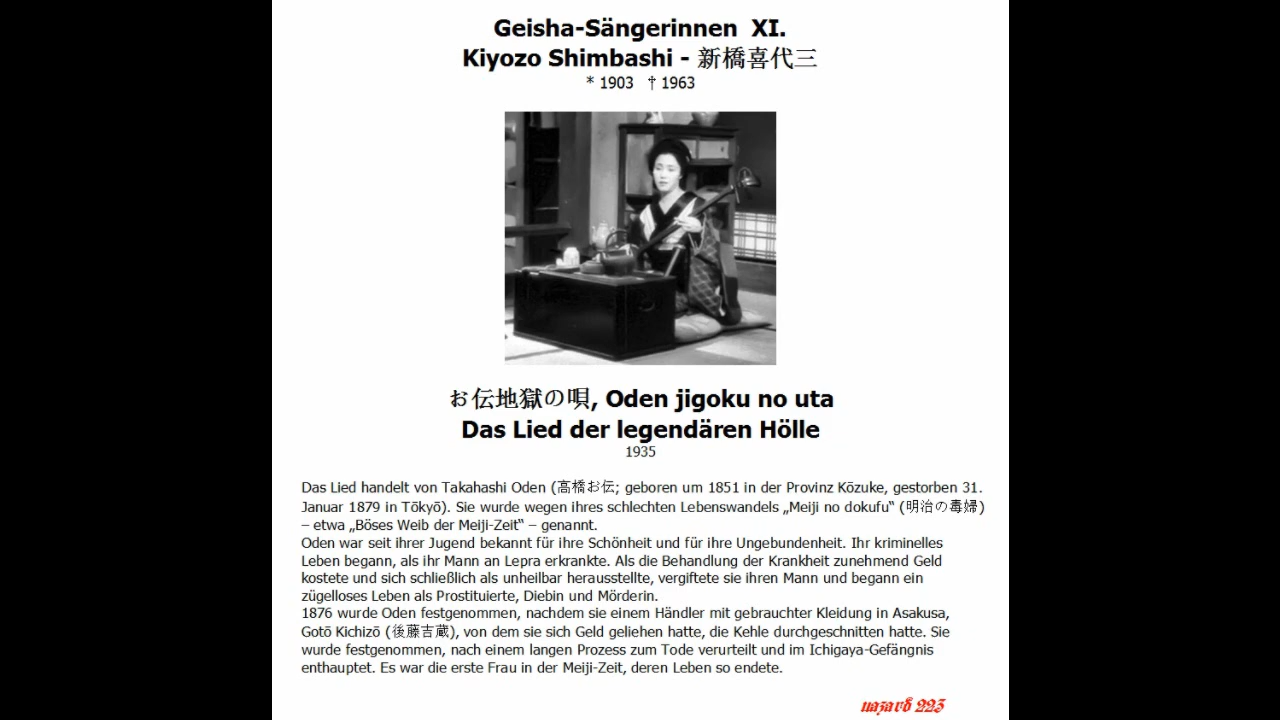 Geisha-Sängerinnen XI.
Kiyozo Shimbashi - 新橋喜代三
* 1903 † 1963
お伝地獄の唄, Oden jigoku no uta
Das Lied der legendären Hölle
1935
Das Lied handelt von Takahashi Oden (高橋お伝; geboren um 1851 in der Provinz Kōzuke, gestorben 31.
Januar 1879 in Tōkyō). Sie wurde wegen ihres schlechten Lebenswandels „Meiji no dokufu“ (明治の毒婦)
– etwa „Böses Weib der Meiji-Zeit“ – genannt.
Oden war seit ihrer Jugend bekannt für ihre Schönheit und für ihre Ungebundenheit. Ihr kriminelles
Leben begann, als ihr Mann an Lepra erkrankte. Als die Behandlung der Krankheit zunehmend Geld
kostete und sich schließlich als unheilbar herausstellte, vergiftete sie ihren Mann und begann ein
zügelloses Leben als Prostituierte, Diebin und Mörderin.
1876 wurde Oden festgenommen, nachdem sie einem Händler mit gebrauchter Kleidung in Asakusa,
Gotō Kichizō (後藤吉蔵), von dem sie sich Geld geliehen hatte, die Kehle durchgeschnitten hatte. Sie
wurde festgenommen, nach einem langen Prozess zum Tode verurteilt und im Ichigaya-Gefängnis
enthauptet. Es war die erste Frau in der Meiji-Zeit, deren Leben so endete.
nazarb 223